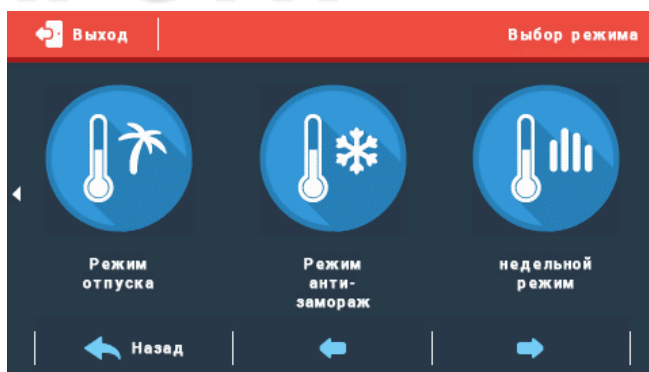 Выход
Выбор режима
Режим
отпуска
Режим
анти-
замораж
недельной
режим
Назад